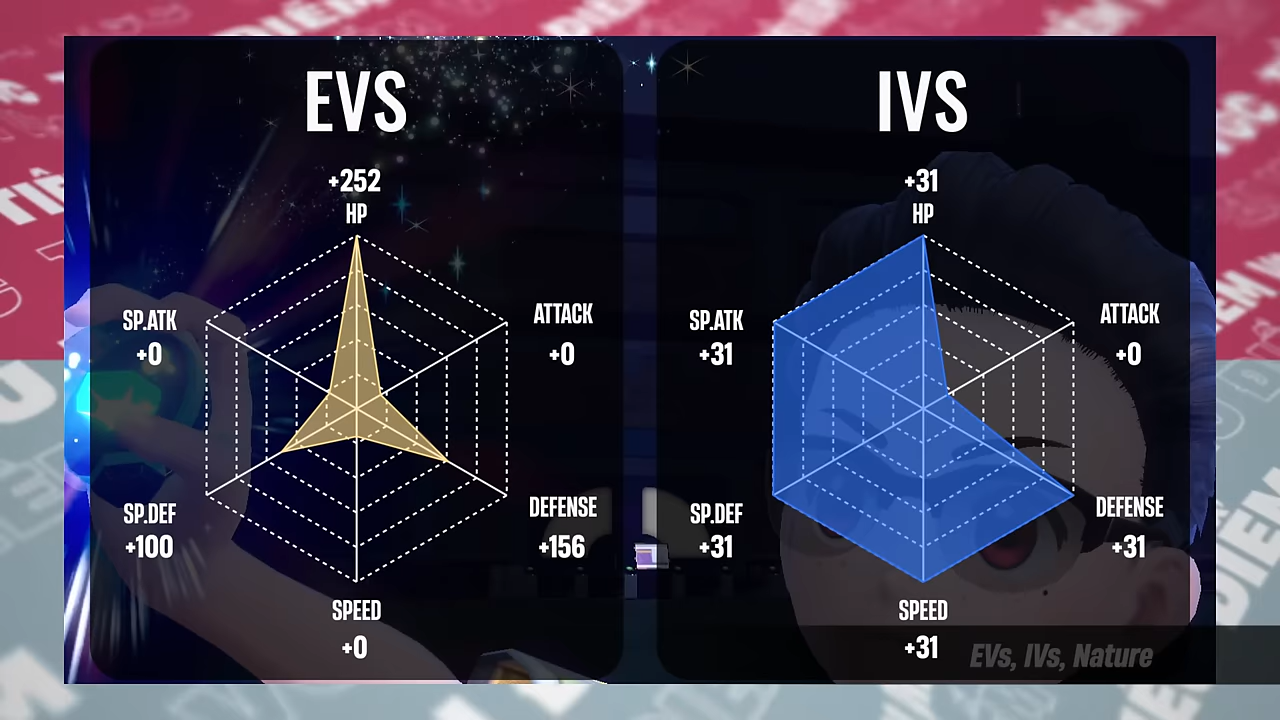 EVS
+252
HP
SP.ATK
+0
ATTACK
+0
SP.DEF
+100
DEFENSE
+156
SPEED
+0
IVS
+31
HP
SP.ATK
+31
ATTACK
+0
SP.DEF
+31
DEFENSE
+31
SPEED
+31
EVs, IVs, Nature